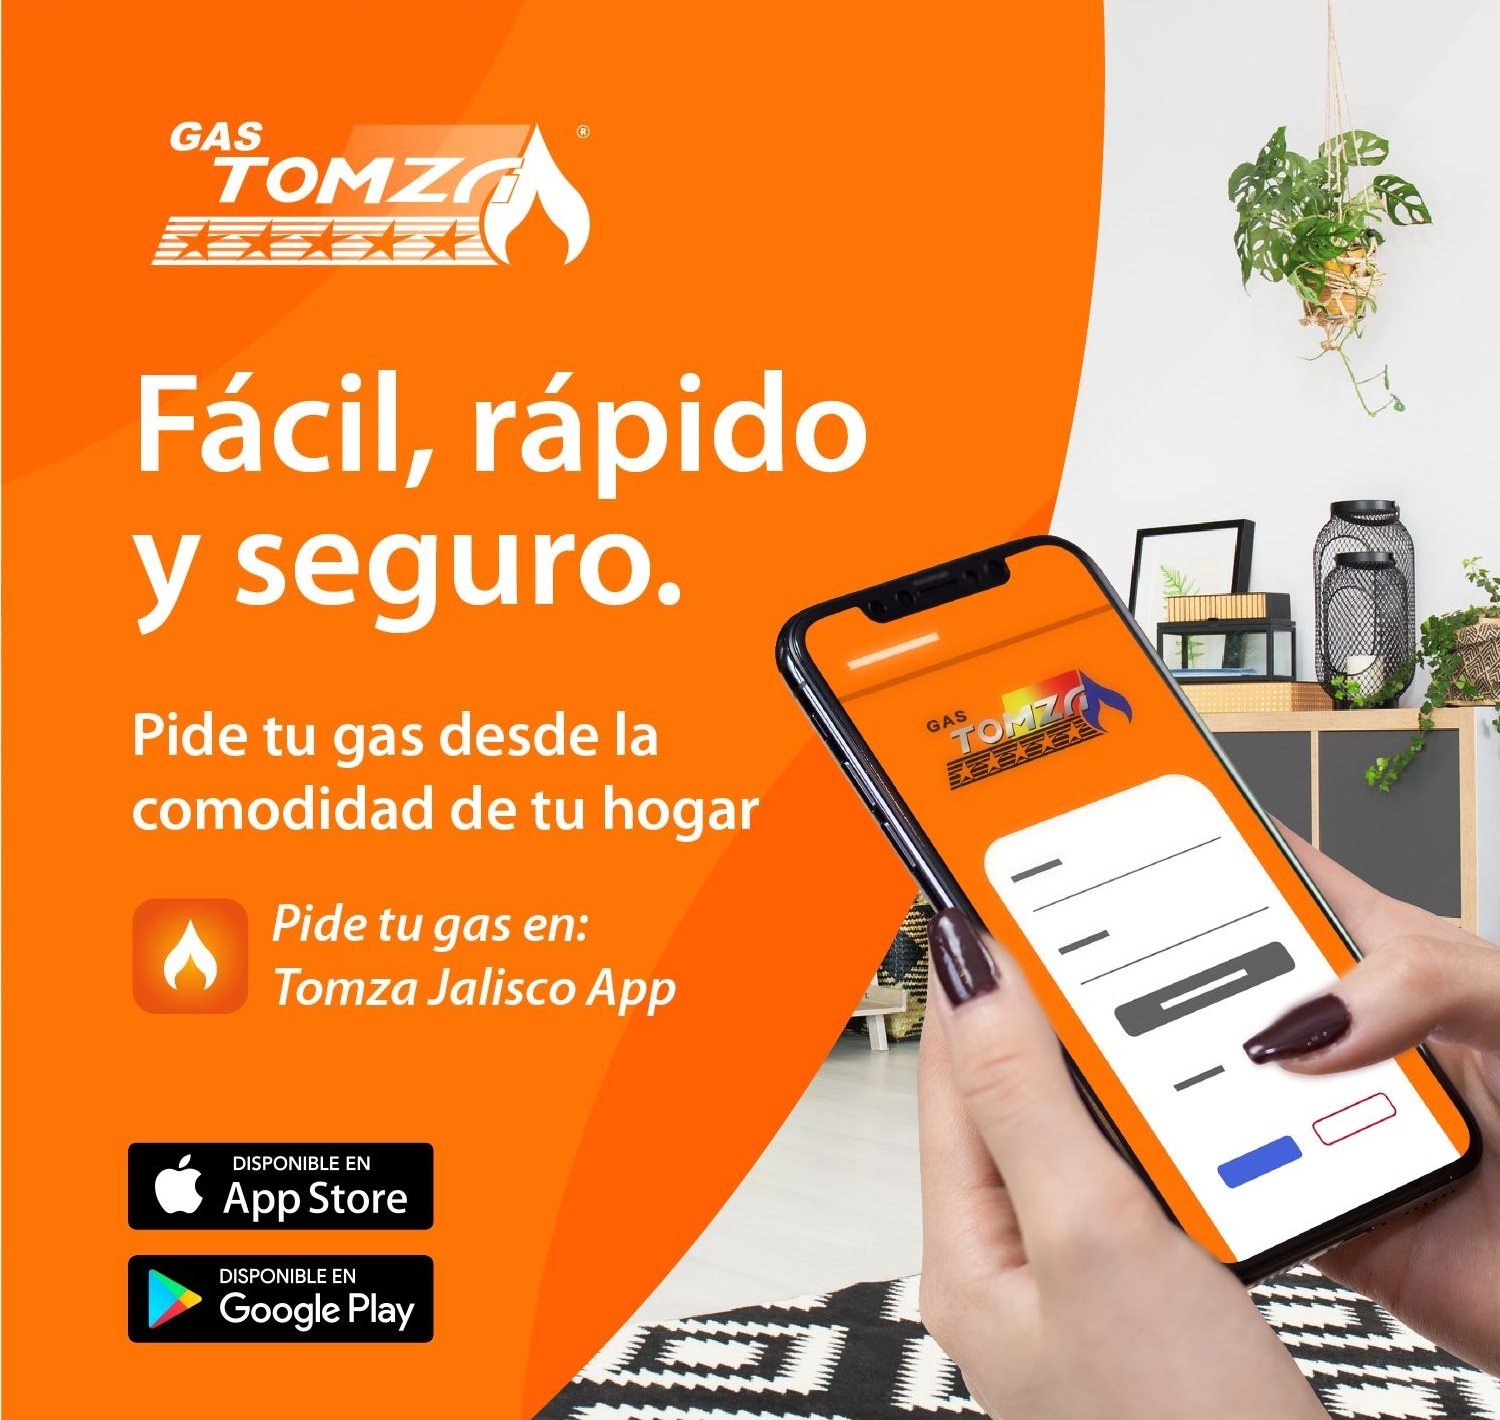 GAS
TOMZA
®
Fácil, rápido
y seguro.
Pide tu gas desde la
comodidad de tu hogar
Pide tu gas en:
Tomza Jalisco App
DISPONIBLE EN
App Store
DISPONIBLE EN
Google Play
GAS
TOMZA